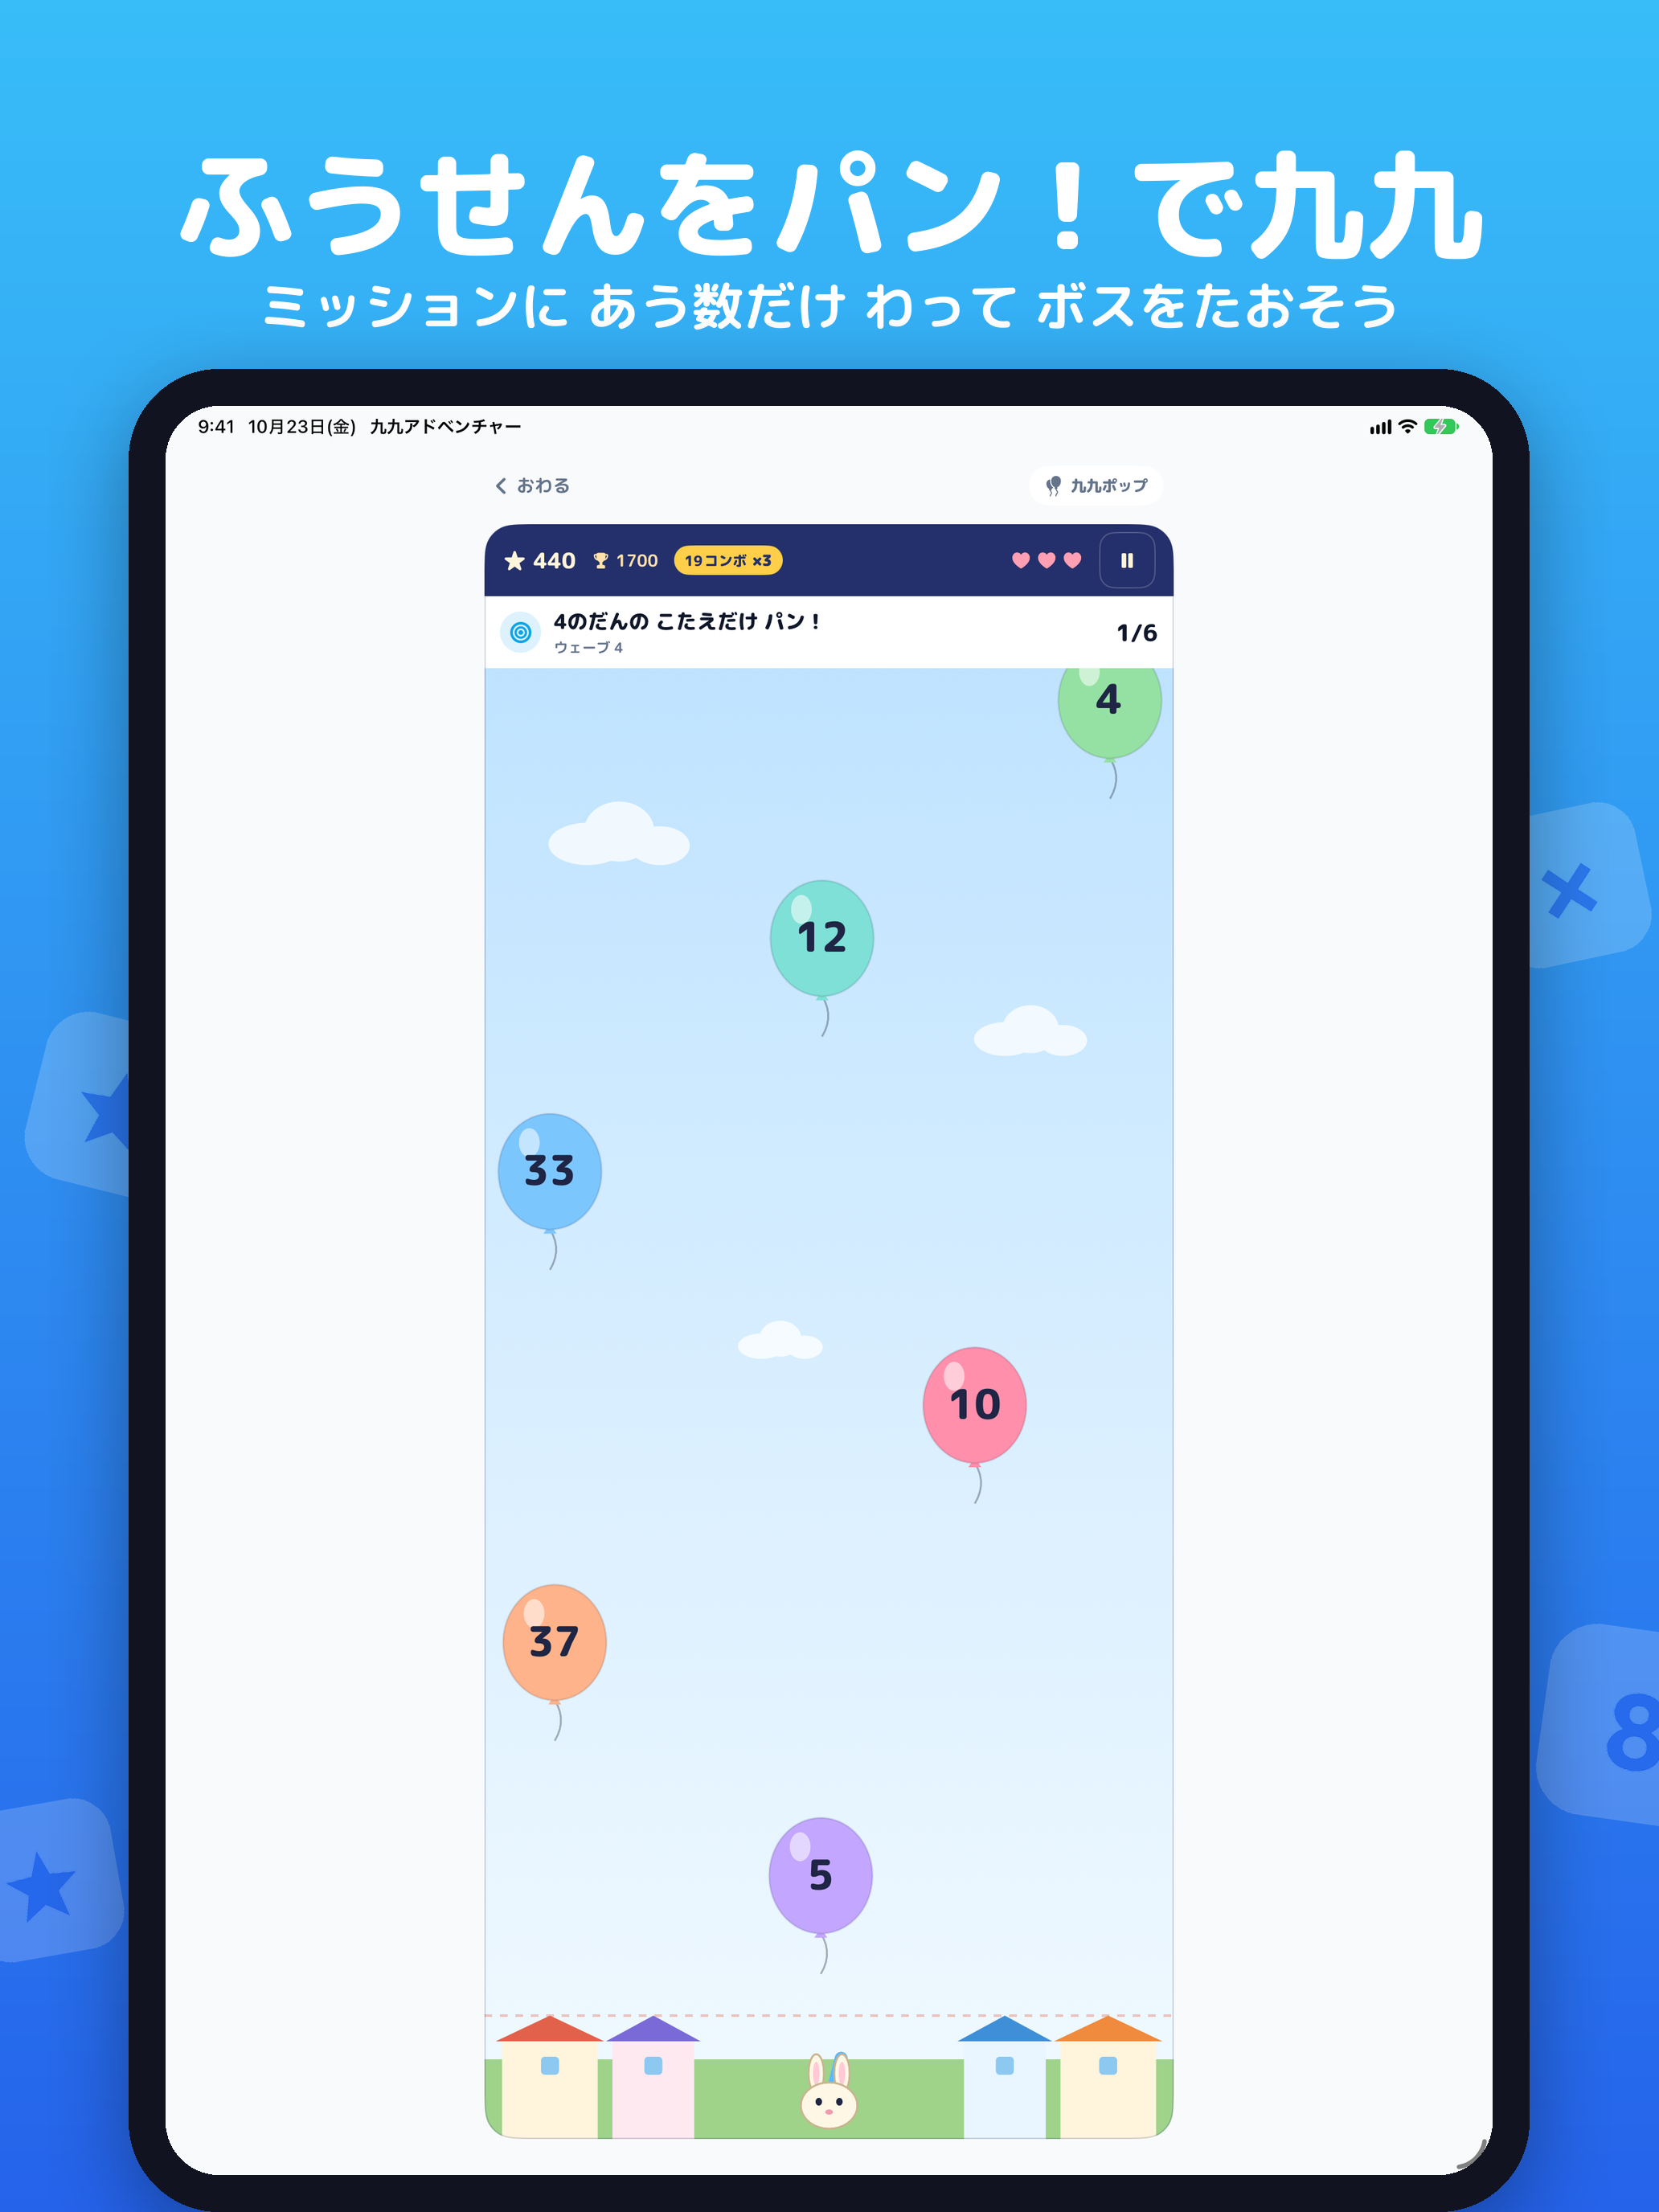 ふうせんをパン！で九九
ミッションに あう数だけ わって ボスをたおそう
9:41 10月23日(金) 九九アドベンチャー
おわる
九九ポップ
440 1700 19コンボ ×3
4のだんの こたえだけ パン！
ウェーブ 4
1/6
4
12
×
33
10
37
8
5